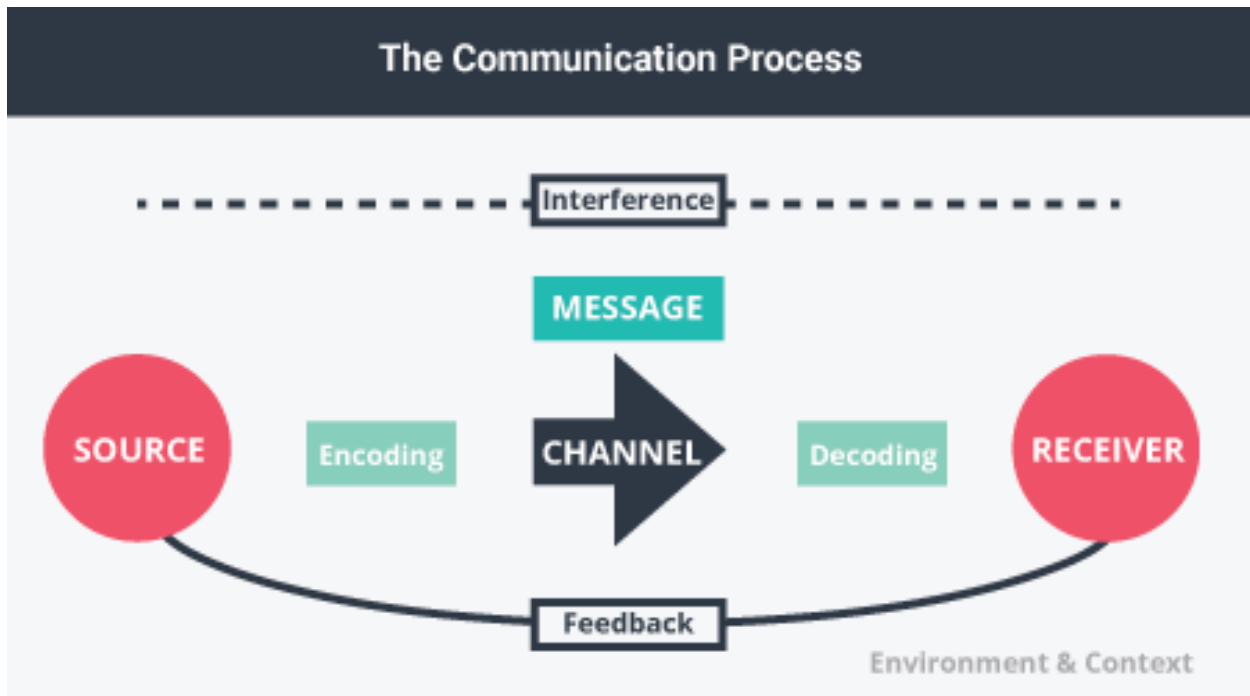 The Communication Process
Interference
MESSAGE
SOURCE
Encoding
CHANNEL
Decoding
RECEIVER
Feedback
Environment & Context